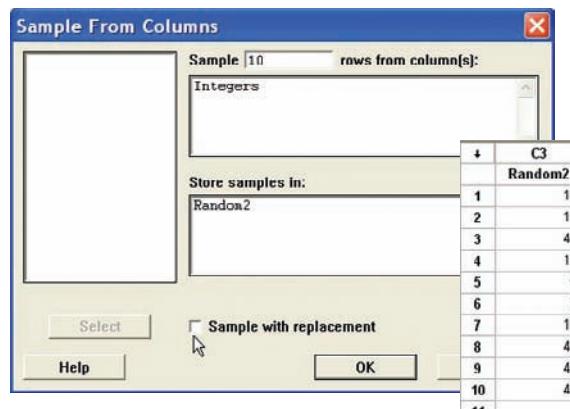 Sample From Columns
Sample 10 rows from column(s):
Integers
Store samples in:
Random2
Select
Sample with replacement
Help
OK
C3
Random2
1 1
2 1
3 4
4 1
5
6
7 1
8 4
9 4
10 4